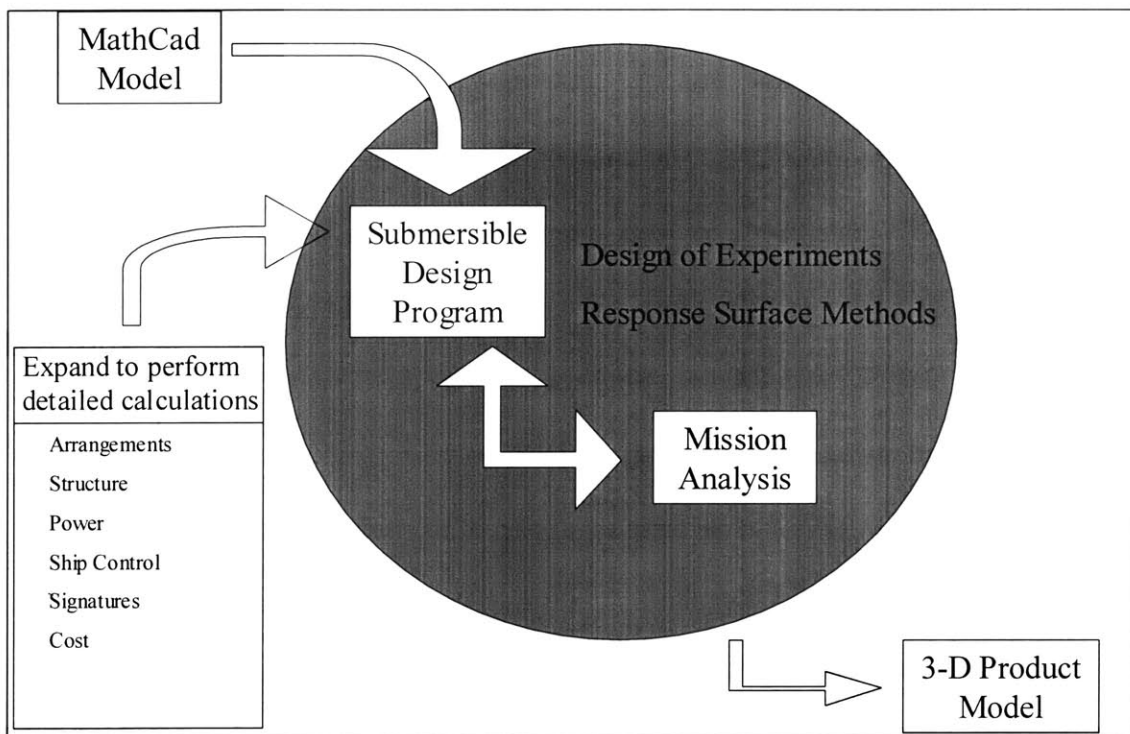 MathCad
Model
Submersible
Design
Program
Design of Experiments
Response Surface Methods
Expand to perform
detailed calculations
Arrangements
Structure
Power
Ship Control
Signatures
Cost
Mission
Analysis
3-D Product
Model